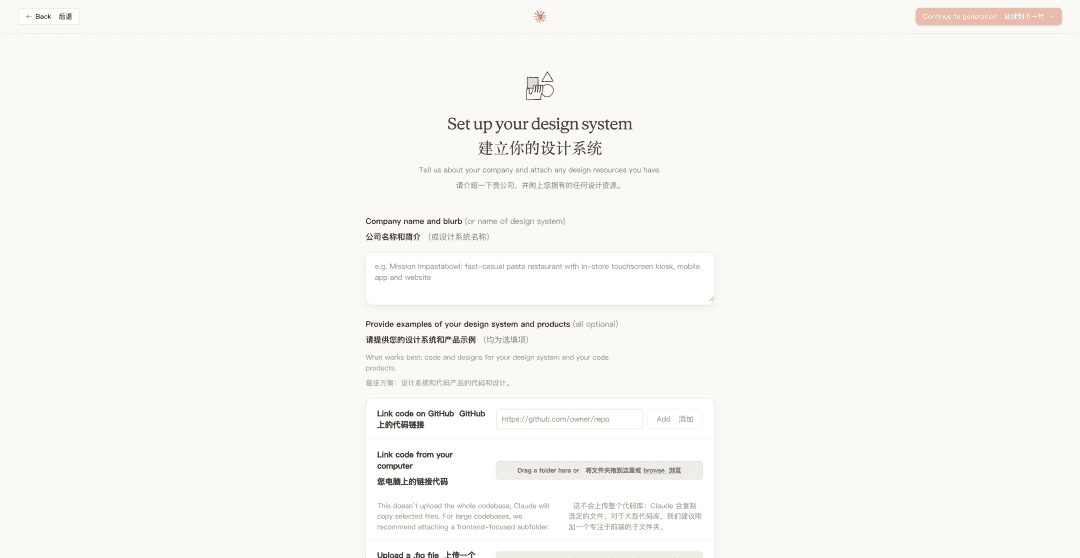 ← Back 后退
Continue to generation 延续到下一代 →
Set up your design system
建立你的设计系统
Tell us about your company and attach any design resources you have.
请介绍一下贵公司，并附上您拥有的任何设计资源。
Company name and blurb (or name of design system)
公司名称和简介 （或设计系统名称）
e.g. Mission Impastabowl: fast-casual pasta restaurant with in-store touchscreen kiosk, mobile
app and website
Provide examples of your design system and products (all optional)
请提供您的设计系统和产品示例 （均为选填项）
What works best: code and designs for your design system and your code
products.
最佳方案：设计系统和代码产品的代码和设计。
Link code on GitHub GitHub
上的代码链接
https://github.com/owner/repo
Add 添加
Link code from your
computer
您电脑上的链接代码
Drag a folder here or 将文件夹拖到这里或 browse 浏览
This doesn't upload the whole codebase; Claude will
copy selected files. For large codebases, we
recommend attaching a frontend-focused subfolder.
这不会上传整个代码库；Claude 会复制
选定的文件。对于大型代码库，我们建议附
加一个专注于前端的子文件夹。
Upload a .fig file 上传一个